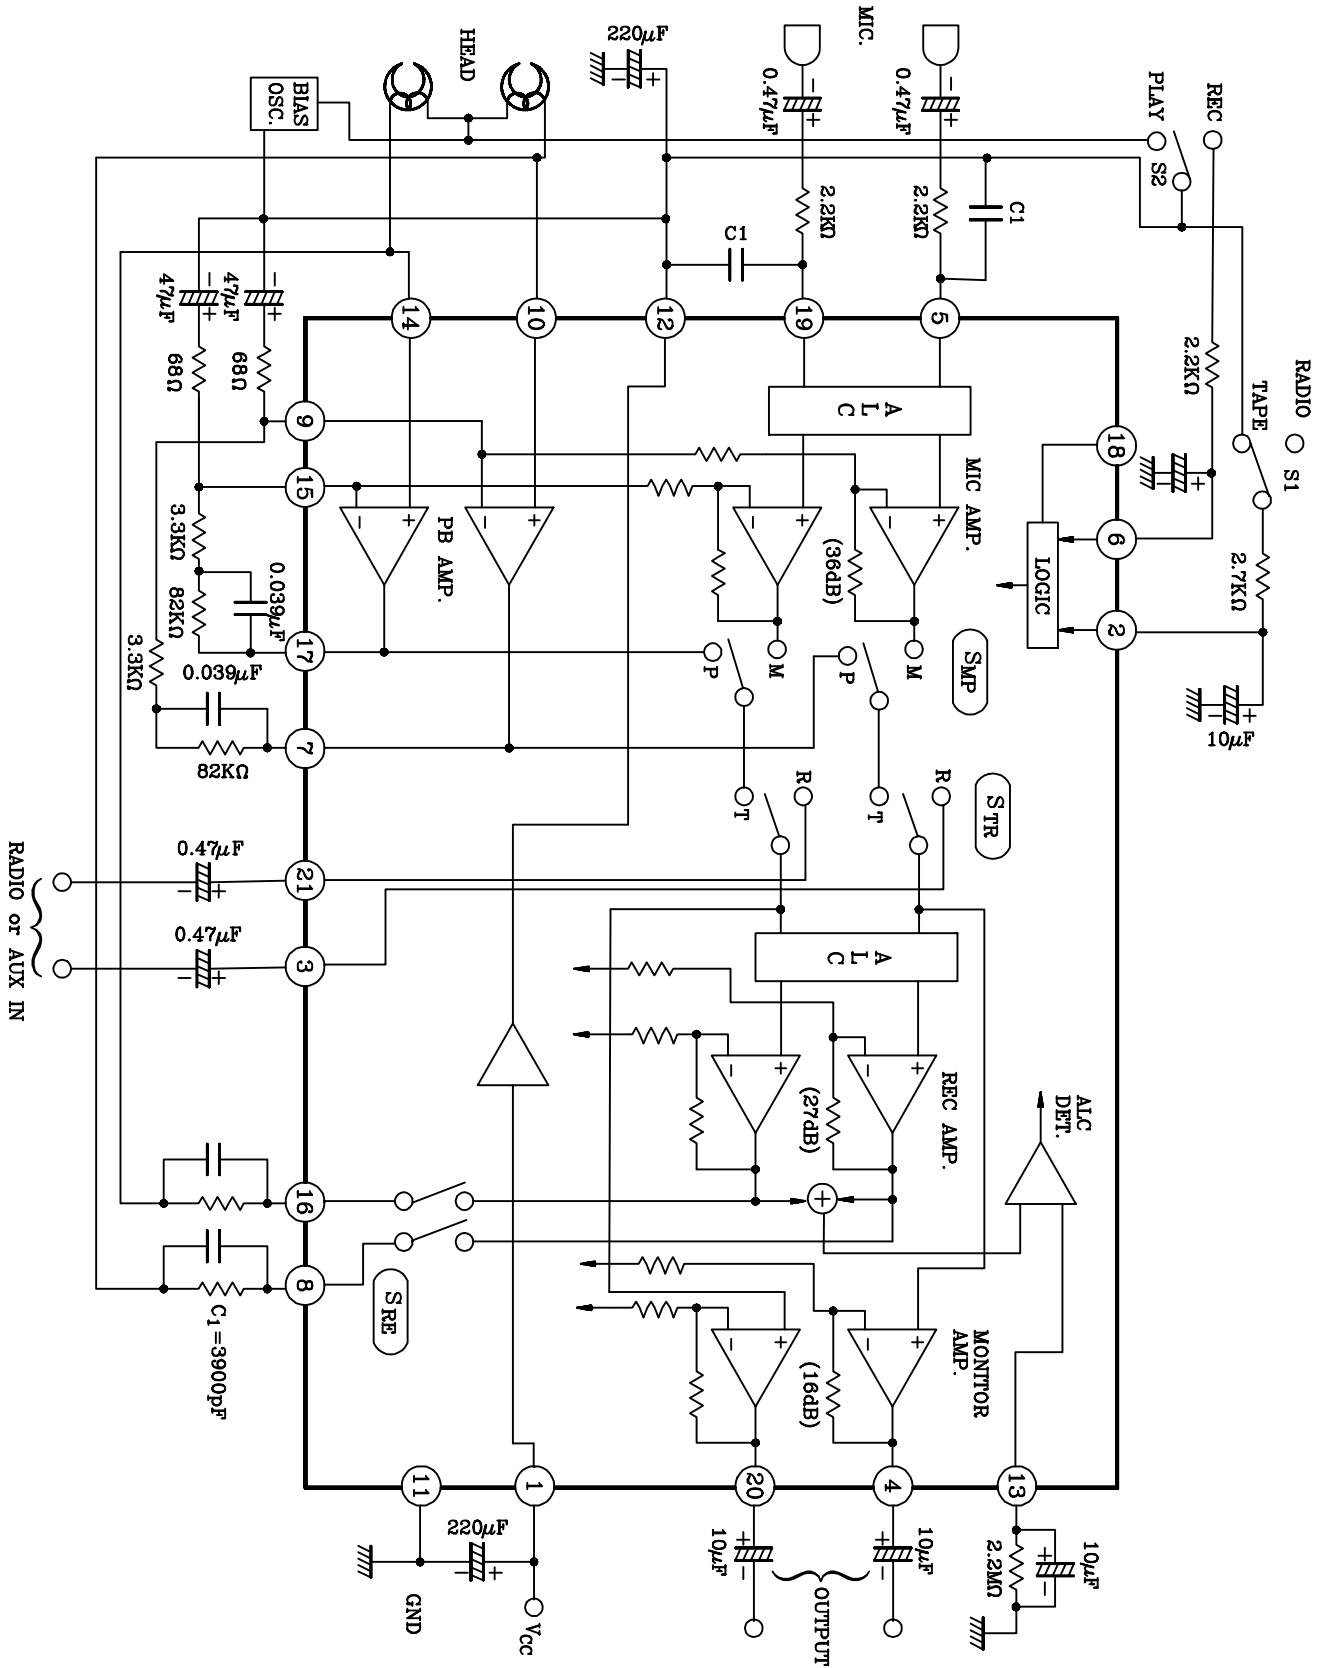 MIC.
REC
PLAY
S2
HEAD
BIAS
OSC.
220µF
+
−
0.47µF
−
+
0.47µF
−
+
2.2KΩ
2.2KΩ
C1
C1
RADIO
TAPE
S1
2.2KΩ
2.7KΩ
+
−
+
−
10µF
47µF
−
+
47µF
−
+
68Ω
68Ω
14
10
12
19
5
18
6
2
9
15
17
7
21
3
16
8
11
1
20
4
13
ALC
MIC AMP.
(36dB)
+
−
+
−
PB AMP.
+
−
+
−
LOGIC
SMP
M
P
M
P
STR
R
T
R
T
3.3KΩ
82KΩ
0.039µF
3.3KΩ
0.039µF
82KΩ
0.47µF
−
+
0.47µF
−
+
RADIO or AUX IN
ALC
REC AMP.
(27dB)
+
−
+
−
ALC
DET.
+
SRE
MONITOR
AMP.
(16dB)
+
−
+
−
C1=3900pF
220µF
−
+
GND
VCC
10µF
+
−
10µF
+
−
OUTPUT
10µF
+
−
2.2MΩ